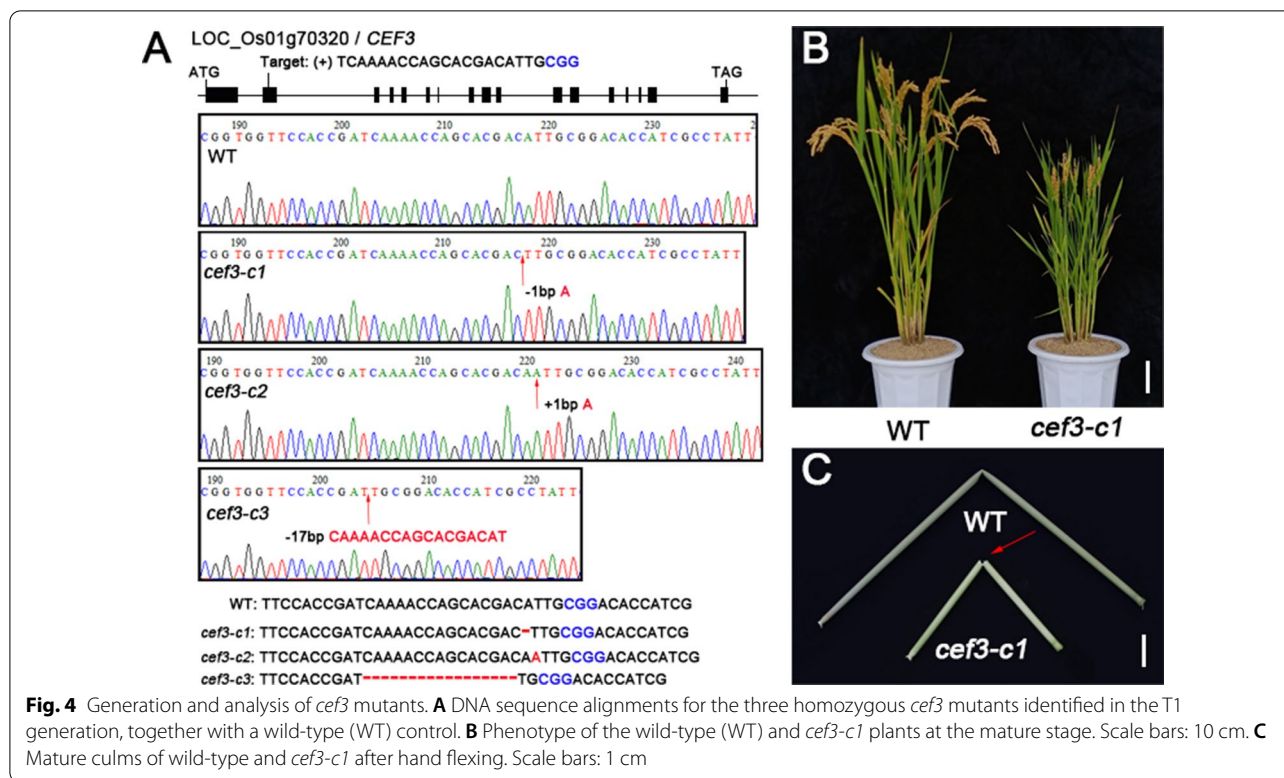 A
LOC_Os01g70320 / CEF3
Target: (+) TCAAAACCAGCACGACATTGCGG
ATG
TAG
190 200 210 220 230 2
CGGTGGTTCCACCGATCAAAACCAGCACGACATTGCGGACACCATCGCCTATT
WT
190 200 210 220 230
CGGTGGTTCCACCGATCAAAACCAGCACGACTTGCGGACACCATCGCCTATT
cef3-c1
-1bp A
190 200 210 220 230 240
CGGTGGTTCCACCGATCAAAACCAGCACGACAATTGCGGACACCATCGCCTATT
cef3-c2
+1bp A
190 200 210 220
CGGTGGTTCCACCGATTGCGGACACCATCGCCTATT
cef3-c3
-17bp CAAAACCAGCACGACAT
WT: TTCCACCGATCAAAACCAGCACGACATTGCGGACACCATCG
cef3-c1: TTCCACCGATCAAAACCAGCACGAC-TTGCGGACACCATCG
cef3-c2: TTCCACCGATCAAAACCAGCACGACAATTGCGGACACCATCG
cef3-c3: TTCCACCGAT-----------------TGCGGACACCATCG
B
WT cef3-c1
C
WT
cef3-c1
Fig. 4 Generation and analysis of cef3 mutants. A DNA sequence alignments for the three homozygous cef3 mutants identified in the T1
generation, together with a wild-type (WT) control. B Phenotype of the wild-type (WT) and cef3-c1 plants at the mature stage. Scale bars: 10 cm. C
Mature culms of wild-type and cef3-c1 after hand flexing. Scale bars: 1 cm